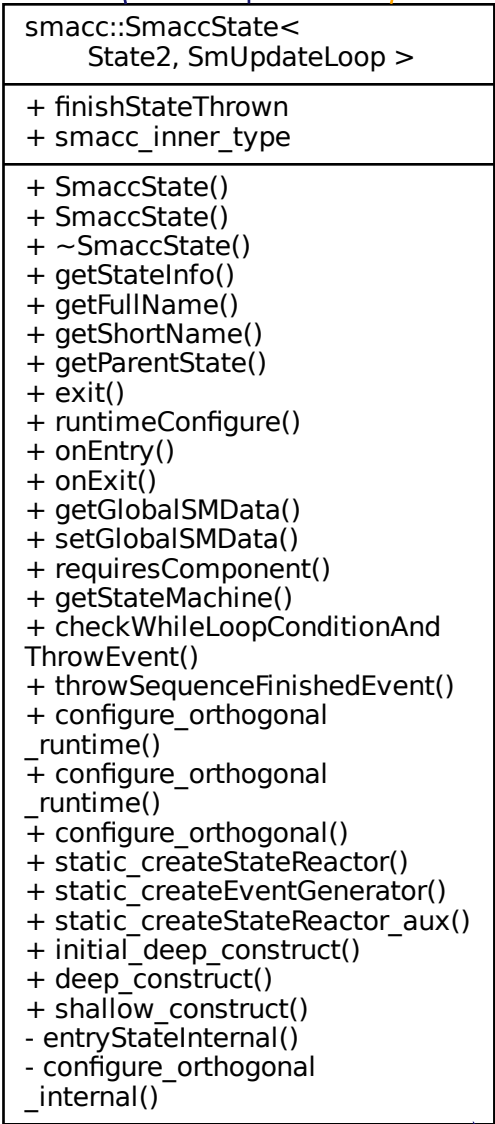 smacc::SmaccState<
State2, SmUpdateLoop >
+ finishStateThrown
+ smacc_inner_type
+ SmaccState()
+ SmaccState()
+ ~SmaccState()
+ getStateInfo()
+ getFullName()
+ getShortName()
+ getParentState()
+ exit()
+ runtimeConfigure()
+ onEntry()
+ onExit()
+ getGlobalSMData()
+ setGlobalSMData()
+ requiresComponent()
+ getStateMachine()
+ checkWhileLoopConditionAnd
ThrowEvent()
+ throwSequenceFinishedEvent()
+ configure_orthogonal
_runtime()
+ configure_orthogonal
_runtime()
+ configure_orthogonal()
+ static_createStateReactor()
+ static_createEventGenerator()
+ static_createStateReactor_aux()
+ initial_deep_construct()
+ deep_construct()
+ shallow_construct()
- entryStateInternal()
- configure_orthogonal
_internal()